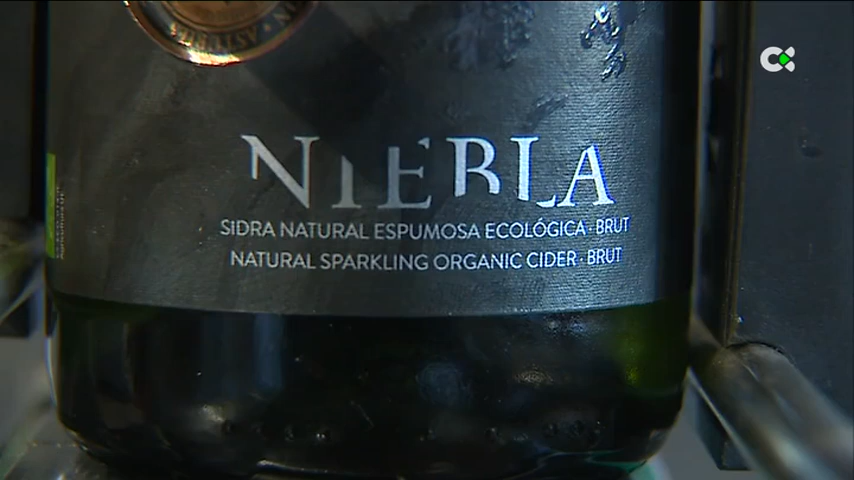 NIEBLA
SIDRA NATURAL ESPUMOSA ECOLÓGICA · BRUT
NATURAL SPARKLING ORGANIC CIDER · BRUT